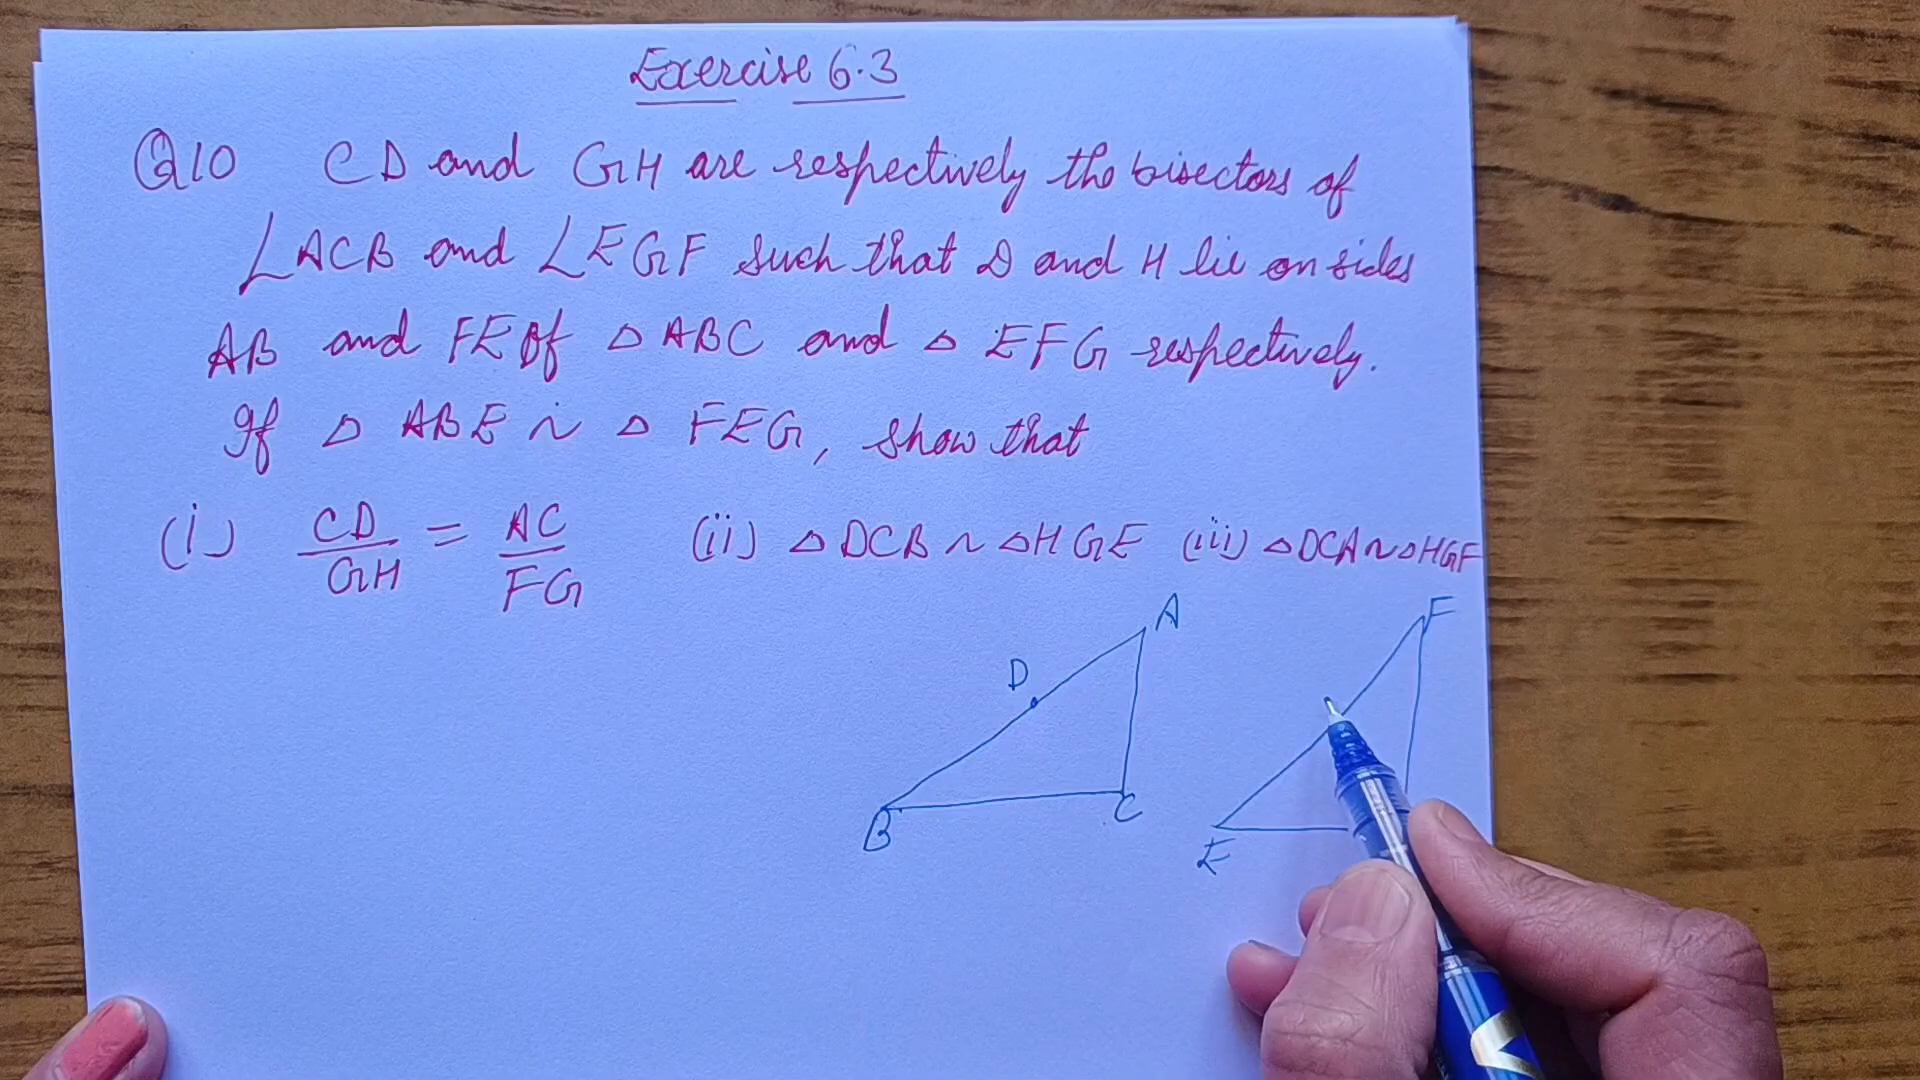 Exercise 6.3
Q10 CD and GH are respectively the bisectors of
∠ACB and ∠EGF such that D and H lie on sides
AB and FE of △ ABC and △ EFG respectively.
If △ ABE ~ △ FEG, show that
(i) CD/GH = AC/FG (ii) △DCB ~ △HGE (iii) △DCA ~ △HGF
A
F
D
B
C
E